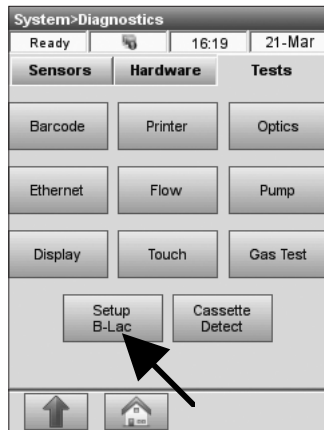 System>Diagnostics
Ready 16:19 21-Mar
Sensors Hardware Tests
Barcode Printer Optics
Ethernet Flow Pump
Display Touch Gas Test
Setup Cassette
B-Lac Detect